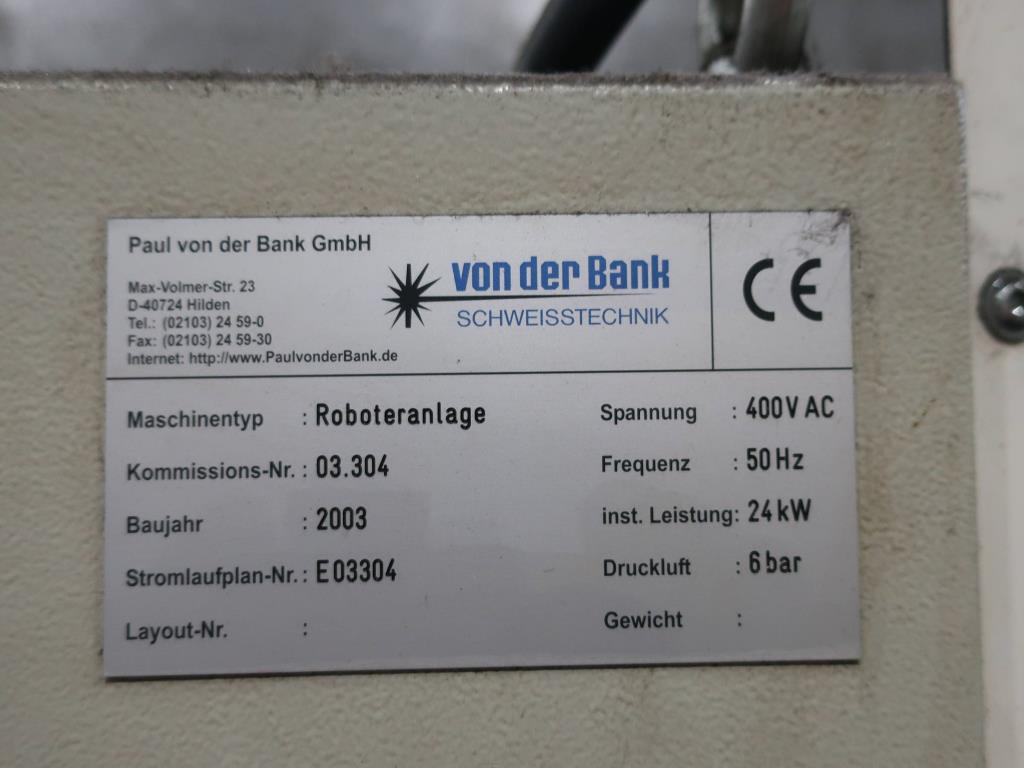 Paul von der Bank GmbH
Max-Volmer-Str. 23
D-40724 Hilden
Tel.: (02103) 24 59-0
Fax: (02103) 24 59-30
Internet: http://www.PaulvonderBank.de
von der Bank
SCHWEISSTECHNIK
CE
Maschinentyp : Roboteranlage
Kommissions-Nr. : 03.304
Baujahr : 2003
Stromlaufplan-Nr. : E03304
Layout-Nr. :
Spannung : 400V AC
Frequenz : 50Hz
inst. Leistung: 24kW
Druckluft : 6bar
Gewicht :